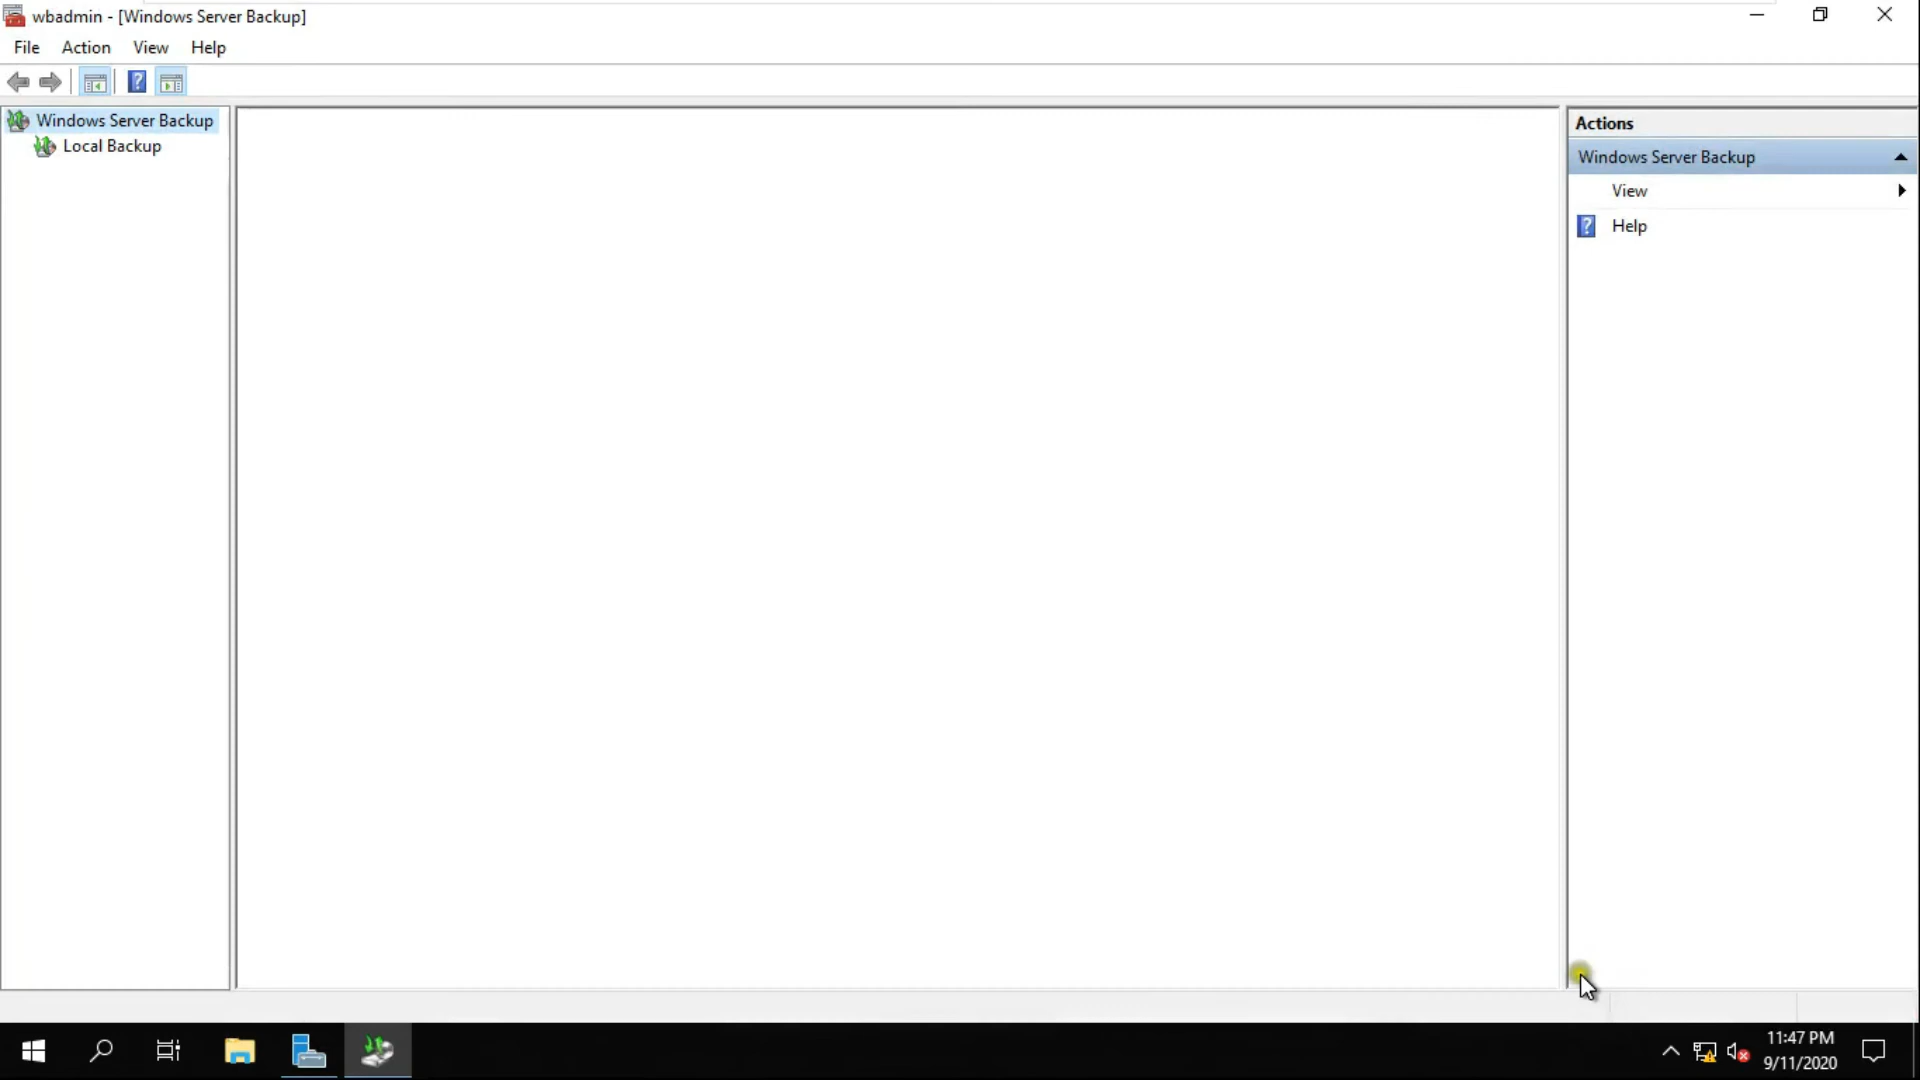 wbadmin - [Windows Server Backup]
File Action View Help
Windows Server Backup
Local Backup
Actions
Windows Server Backup
View
Help
11:47 PM
9/11/2020